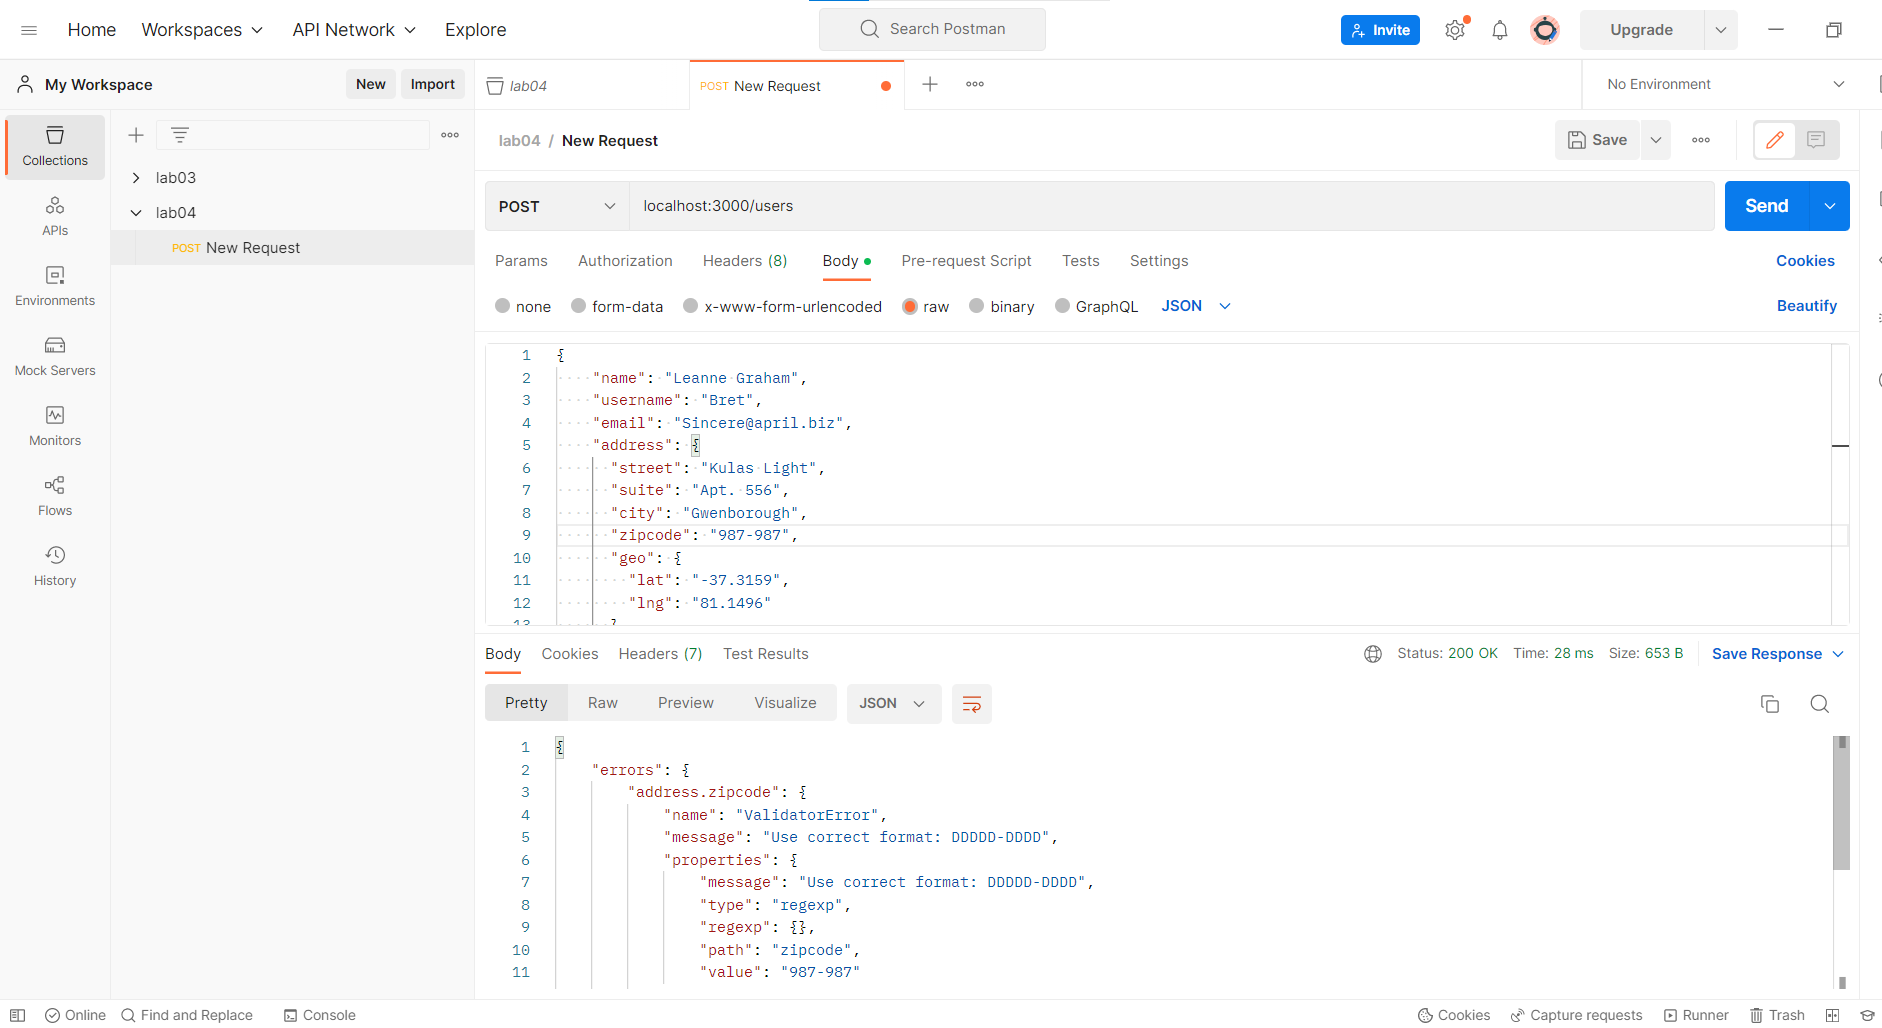 Home Workspaces API Network Explore Search Postman Invite Upgrade
My Workspace New Import lab04 POST New Request No Environment
Collections
APIs
Environments
Mock Servers
Monitors
Flows
History
lab03
lab04
POST New Request
lab04 / New Request Save
POST localhost:3000/users Send
Params Authorization Headers (8) Body Pre-request Script Tests Settings Cookies
none form-data x-www-form-urlencoded raw binary GraphQL JSON Beautify
1 {
2 "name": "Leanne Graham",
3 "username": "Bret",
4 "email": "Sincere@april.biz",
5 "address": {
6 "street": "Kulas Light",
7 "suite": "Apt. 556",
8 "city": "Gwenborough",
9 "zipcode": "987-987",
10 "geo": {
11 "lat": "-37.3159",
12 "lng": "81.1496"
13 }
Body Cookies Headers (7) Test Results Status: 200 OK Time: 28 ms Size: 653 B Save Response
Pretty Raw Preview Visualize JSON
1 {
2 "errors": {
3 "address.zipcode": {
4 "name": "ValidatorError",
5 "message": "Use correct format: DDDDD-DDDD",
6 "properties": {
7 "message": "Use correct format: DDDDD-DDDD",
8 "type": "regexp",
9 "regexp": {},
10 "path": "zipcode",
11 "value": "987-987"
Online Find and Replace Console Cookies Capture requests Runner Trash